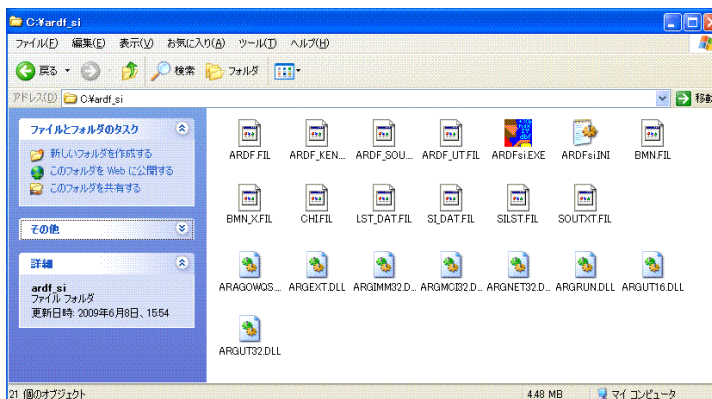 C:¥ardf_si
ファイル(F) 編集(E) 表示(V) お気に入り(A) ツール(T) ヘルプ(H)
戻る 検索 フォルダ
アドレス(D) C:¥ardf_si 移動
ファイルとフォルダのタスク
新しいフォルダを作成する
このフォルダを Web に公開する
このフォルダを共有する
その他
詳細
ardf_si
ファイル フォルダ
更新日時: 2009年6月8日、15:54
ARDF.FIL ARDF_KEN... ARDF_SOU... ARDF_UT.FIL ARDFsi.EXE ARDFsi.INI BMN.FIL
BMN_X.FIL CHI.FIL LST_DAT.FIL SI_DAT.FIL SILST.FIL SOUTXT.FIL
ARAGOWQS... ARGEXT.DLL ARGIMM32.D... ARGMCI32.D... ARGNET32.D... ARGRUN.DLL ARGUT16.DLL
ARGUT32.DLL
21 個のオブジェクト 4.48 MB マイ コンピュータ